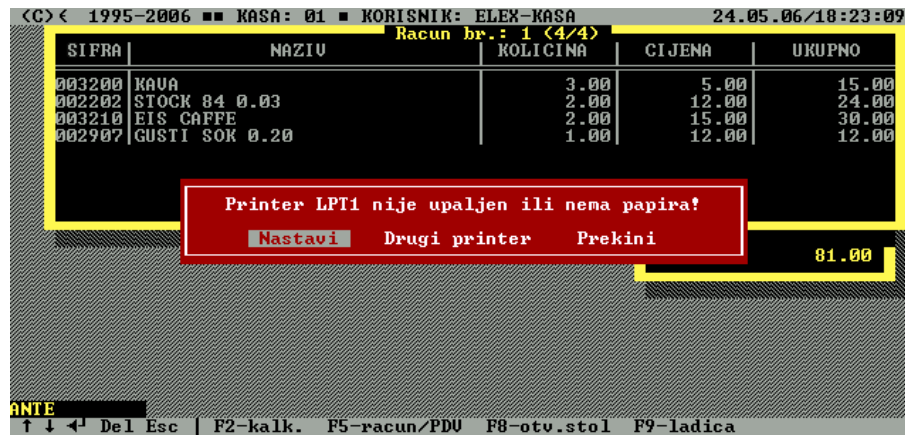 (C)< 1995-2006 ■■ KASA: 01 ■ KORISNIK: ELEX-KASA 24.05.06/18:23:09
Racun br.: 1 (4/4)
SIFRA NAZIV KOLICINA CIJENA UKUPNO
003200 KAVA 3.00 5.00 15.00
002202 STOCK 84 0.03 2.00 12.00 24.00
003210 EIS CAFFE 2.00 15.00 30.00
002907 GUSTI SOK 0.20 1.00 12.00 12.00
Printer LPT1 nije upaljen ili nema papira!
Nastavi Drugi printer Prekini
81.00
ANTE
↑ ↓ ↵ Del Esc | F2-kalk. F5-racun/PDV F8-otv.stol F9-ladica